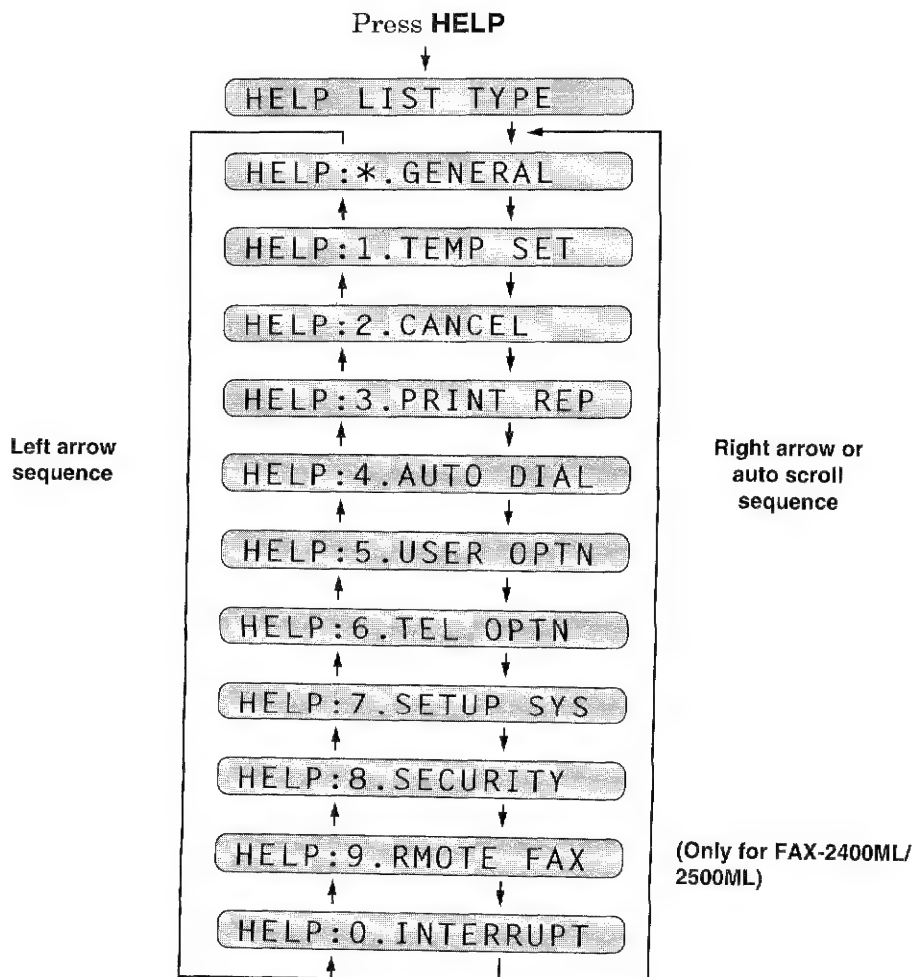 Press HELP
HELP LIST TYPE
HELP:*.GENERAL
HELP:1.TEMP SET
HELP:2.CANCEL
HELP:3.PRINT REP
Left arrow
sequence
HELP:4.AUTO DIAL
Right arrow or
auto scroll
sequence
HELP:5.USER OPTN
HELP:6.TEL OPTN
HELP:7.SETUP SYS
HELP:8.SECURITY
HELP:9.RMOTE FAX
(Only for FAX-2400ML/
2500ML)
HELP:0.INTERRUPT